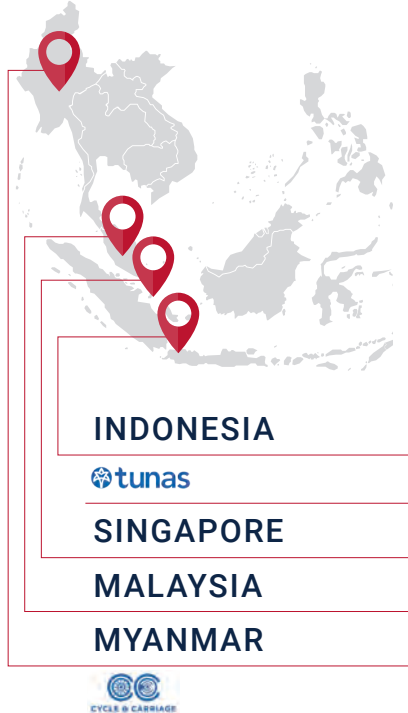 INDONESIA
tunas
SINGAPORE
MALAYSIA
MYANMAR
CYCLE & CARRIAGE